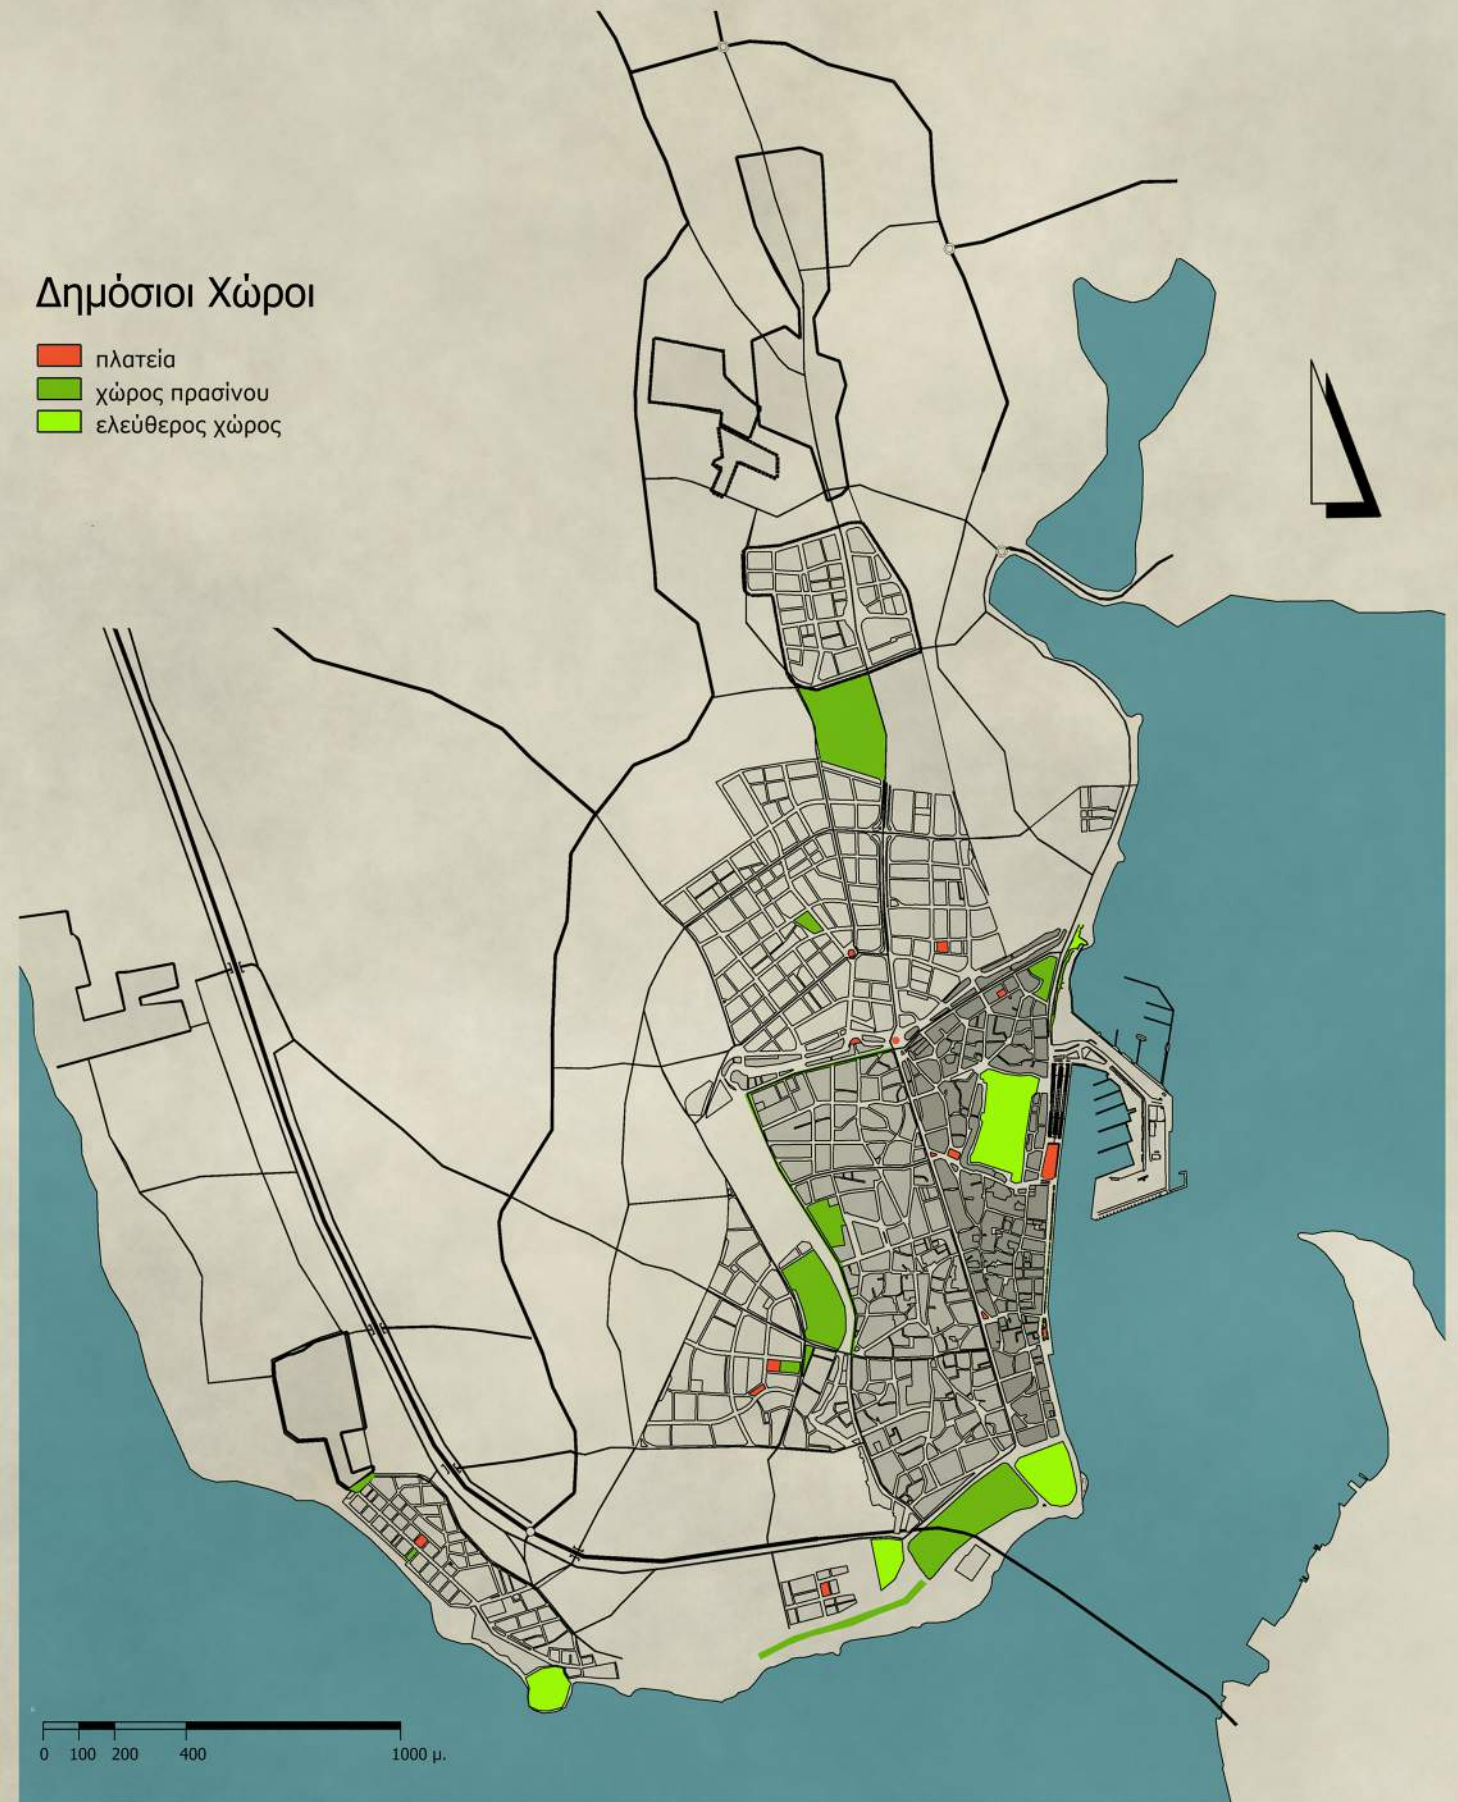 Δημόσιοι Χώροι
πλατεία
χώρος πρασίνου
ελεύθερος χώρος
0 100 200 400 1000 μ.